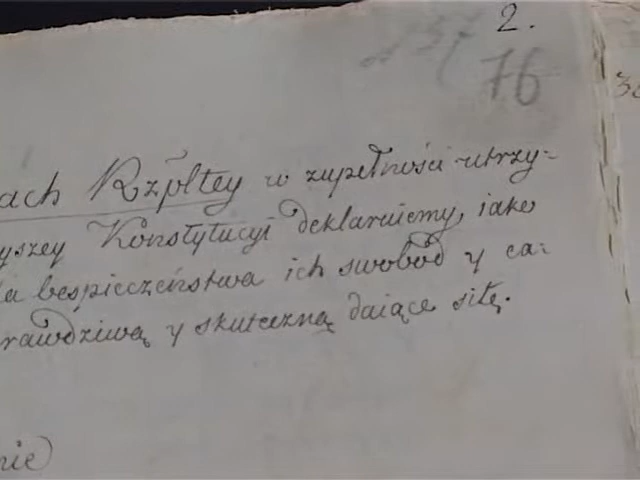 2.
76
ach Rzpltey w zupełności utrzy-
yszey Konstytucyi deklaruiemy, iako
la bespieczeństwa ich swobód y ca-
rawdziwą y skuteczną daiące siłę.
nie